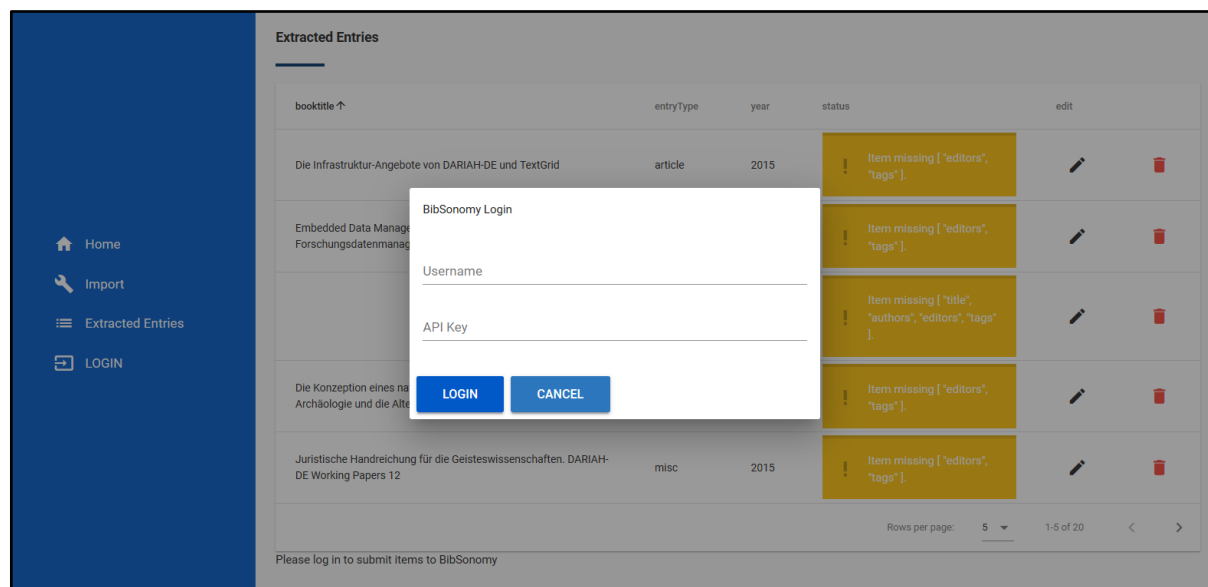 Extracted Entries
booktitle entryType year status edit
Die Infrastruktur-Angebote von DARIAH-DE und TextGrid article 2015 Item missing [ "editors",
"tags" ].
BibSonomy Login
Embedded Data Manage
Forschungsdatenmanag
Item missing [ "editors",
"tags" ].
Home
Import
Extracted Entries
LOGIN
Username
API Key
Item missing [ "title",
"authors", "editors", "tags"
].
LOGIN CANCEL
Die Konzeption eines na
Archäologie und die Alte
Item missing [ "editors",
"tags" ].
Juristische Handreichung für die Geisteswissenschaften. DARIAH-
DE Working Papers 12
misc 2015
Item missing [ "editors",
"tags" ].
Rows per page: 5 1-5 of 20
Please log in to submit items to BibSonomy